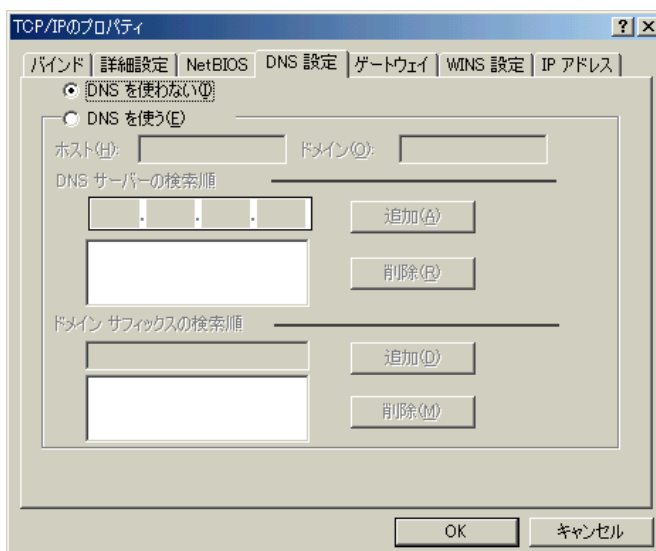 TCP/IPのプロパティ
バインド 詳細設定 NetBIOS DNS 設定 ゲートウェイ WINS 設定 IP アドレス
DNS を使わない(I)
DNS を使う(E)
ホスト(H): ドメイン(O):
DNS サーバーの検索順
追加(A)
削除(R)
ドメイン サフィックスの検索順
追加(D)
削除(M)
OK キャンセル